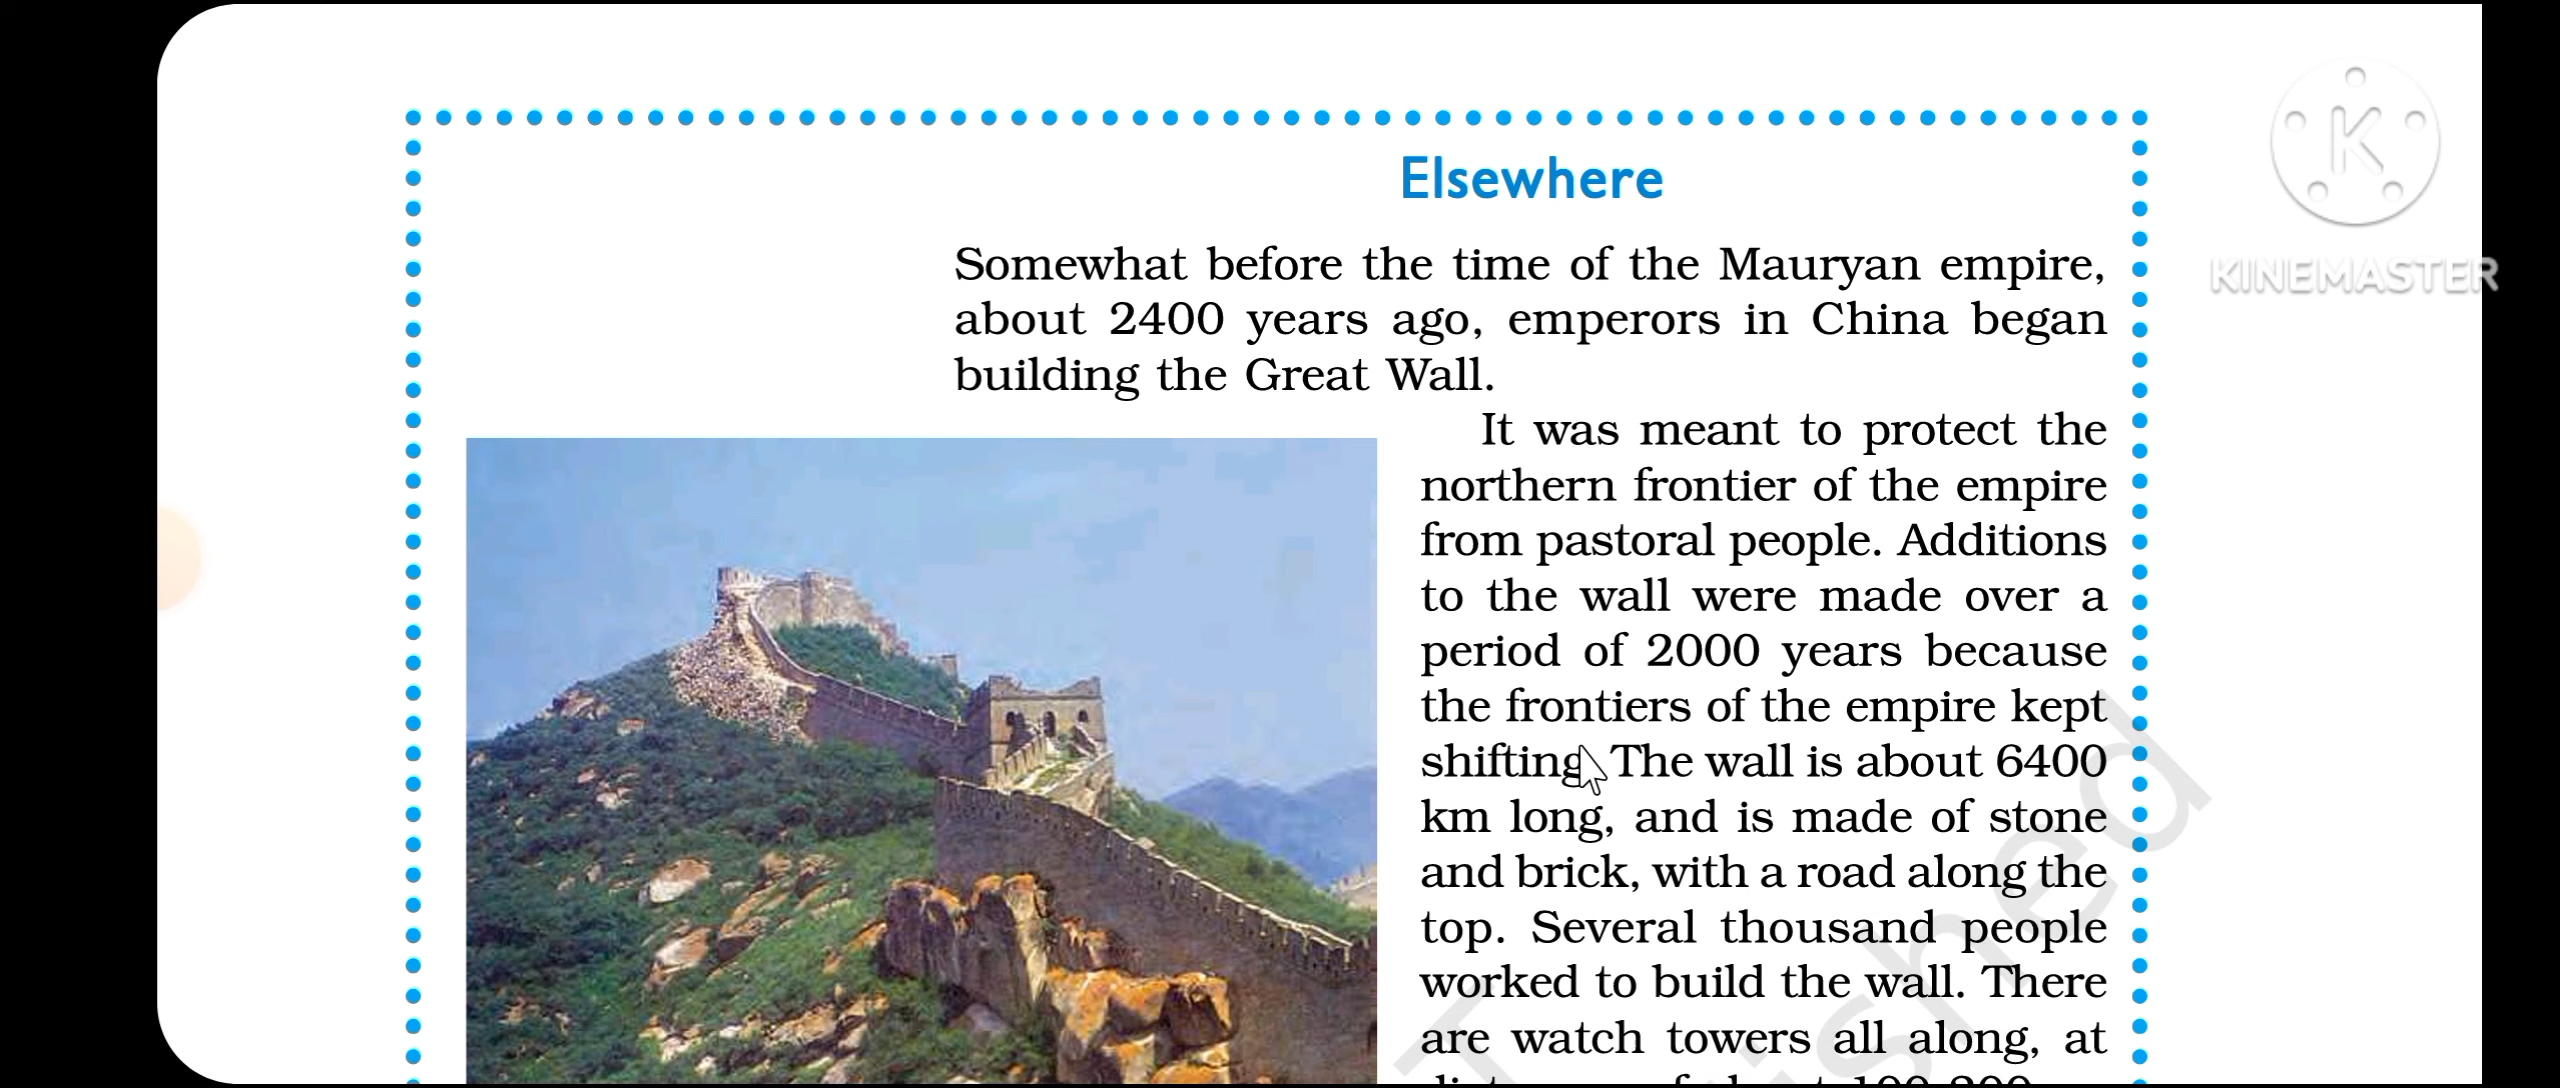 Elsewhere
Somewhat before the time of the Mauryan empire,
about 2400 years ago, emperors in China began
building the Great Wall.
It was meant to protect the
northern frontier of the empire
from pastoral people. Additions
to the wall were made over a
period of 2000 years because
the frontiers of the empire kept
shifting. The wall is about 6400
km long, and is made of stone
and brick, with a road along the
top. Several thousand people
worked to build the wall. There
are watch towers all along, at
K
KINEMASTER